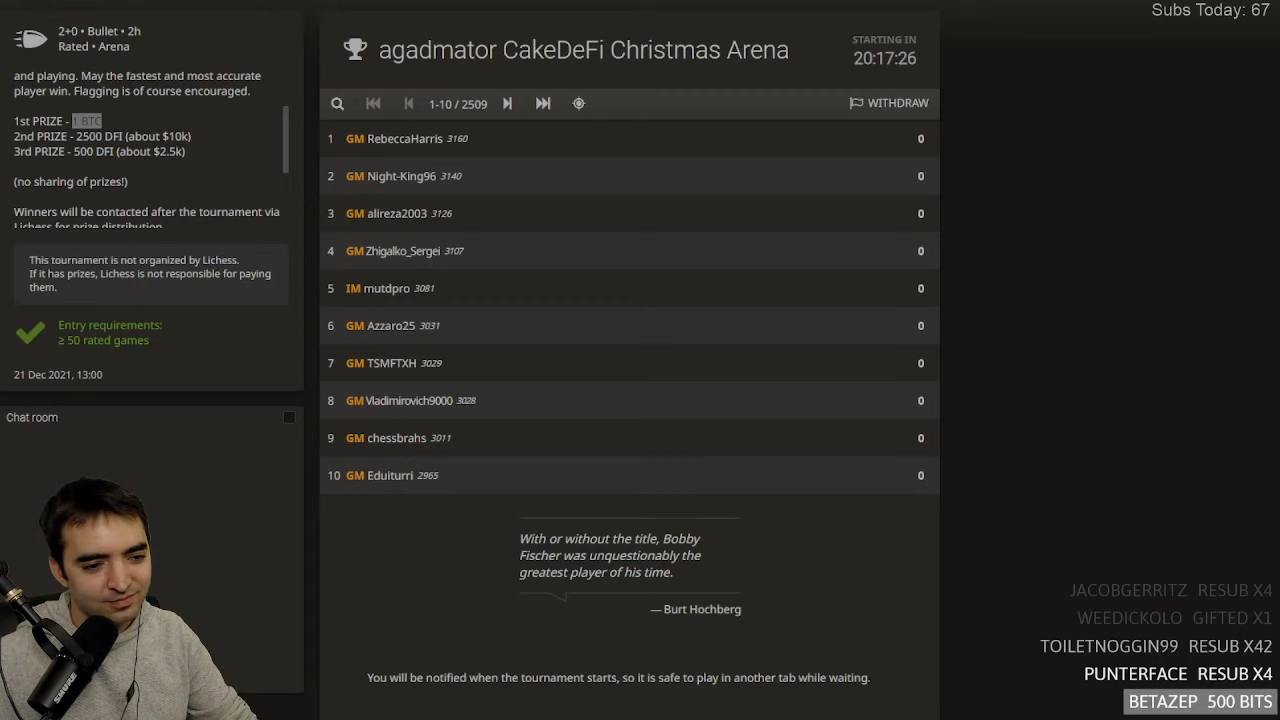 Subs Today: 67
2+0 • Bullet • 2h
Rated • Arena
and playing. May the fastest and most accurate
player win. Flagging is of course encouraged.
1st PRIZE - 1 BTC
2nd PRIZE - 2500 DFI (about $10k)
3rd PRIZE - 500 DFI (about $2.5k)
(no sharing of prizes!)
Winners will be contacted after the tournament via
Lichess for prize distribution
This tournament is not organized by Lichess.
If it has prizes, Lichess is not responsible for paying
them.
Entry requirements:
≥ 50 rated games
21 Dec 2021, 13:00
Chat room
agadmator CakeDeFi Christmas Arena
STARTING IN
20:17:26
1-10 / 2509
WITHDRAW
1 GM RebeccaHarris 3160 0
2 GM Night-King96 3140 0
3 GM alireza2003 3126 0
4 GM Zhigalko_Sergei 3107 0
5 IM mutdpro 3081 0
6 GM Azzaro25 3031 0
7 GM TSMFTXH 3029 0
8 GM Vladimirovich9000 3028 0
9 GM chessbrahs 3011 0
10 GM Eduiturri 2965 0
With or without the title, Bobby
Fischer was unquestionably the
greatest player of his time.
— Burt Hochberg
You will be notified when the tournament starts, so it is safe to play in another tab while waiting.
JACOBGERRITZ RESUB X4
WEEDICKOLO GIFTED X1
TOILETNOGGIN99 RESUB X42
PUNTERFACE RESUB X4
BETAZEP 500 BITS
SHURE